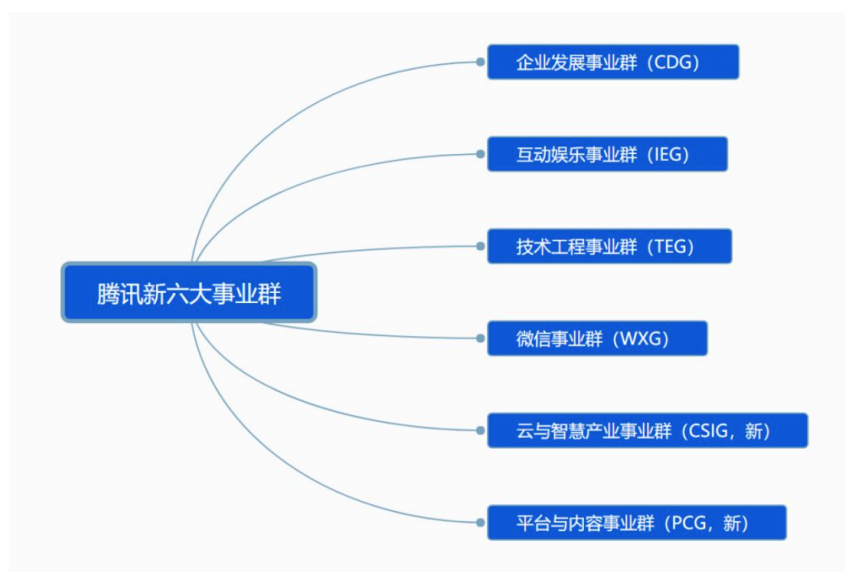 企业发展事业群（CDG）
互动娱乐事业群（IEG）
技术工程事业群（TEG）
腾讯新六大事业群
微信事业群（WXG）
云与智慧产业事业群（CSIG，新）
平台与内容事业群（PCG，新）